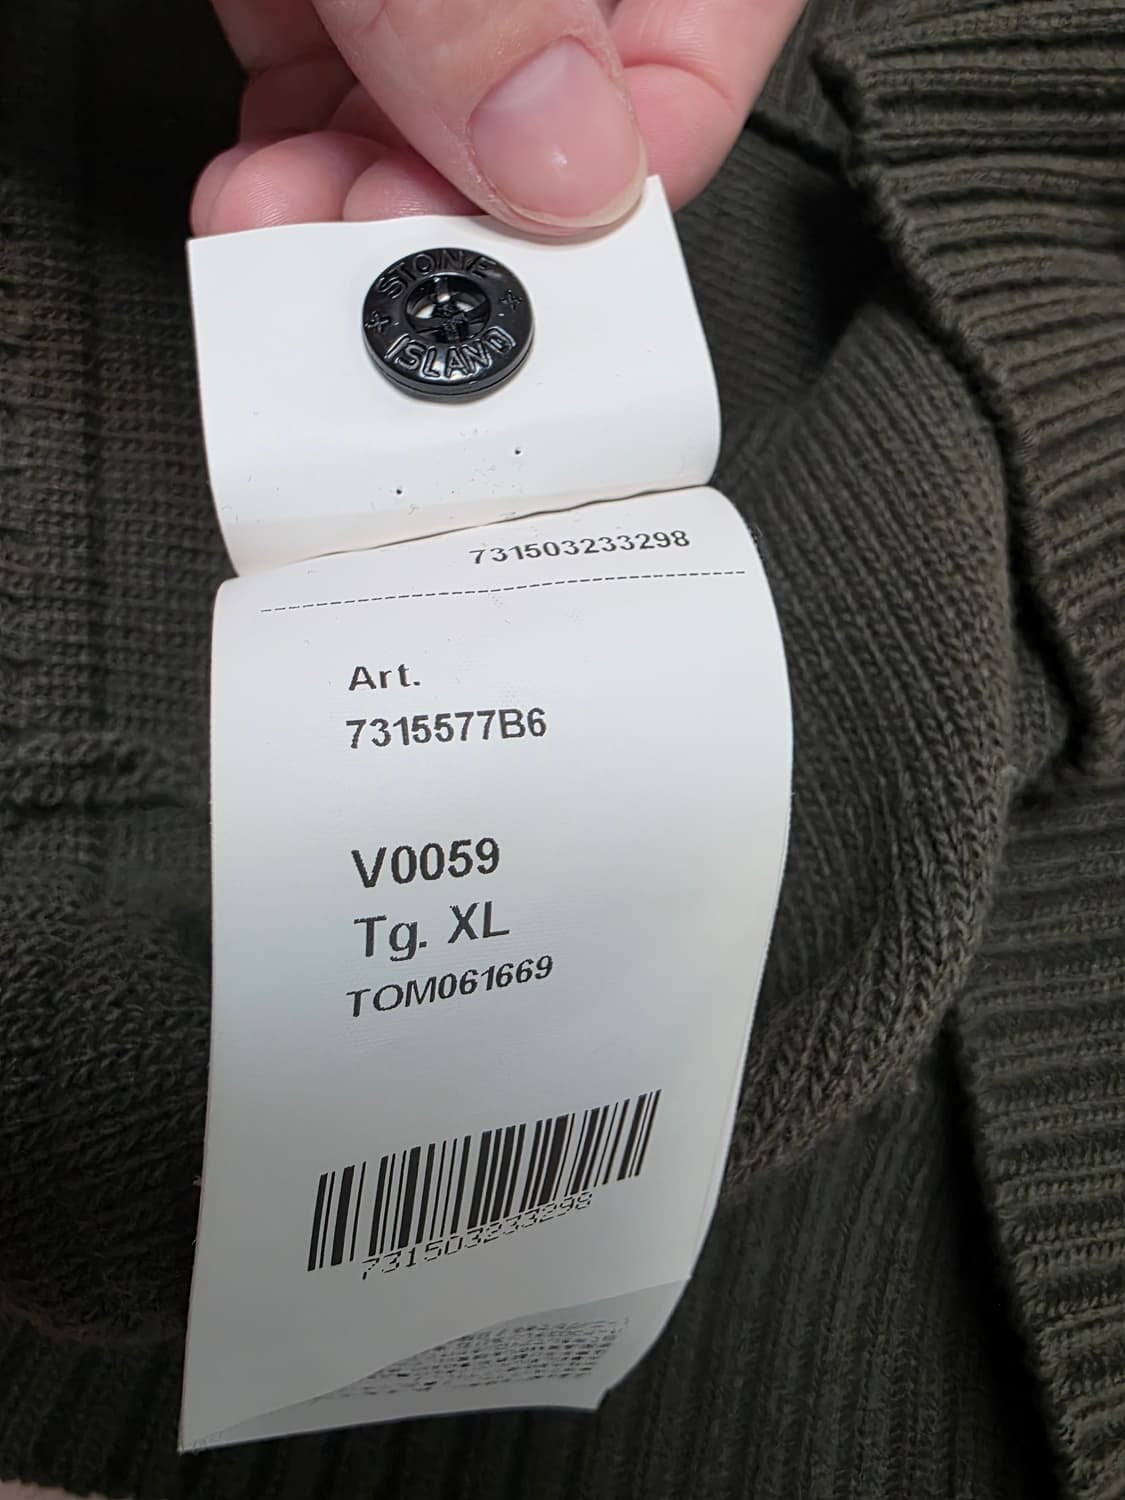 STONE
ISLAND
731503233298
Art.
7315577B6
V0059
Tg. XL
TOM061669
731503233298